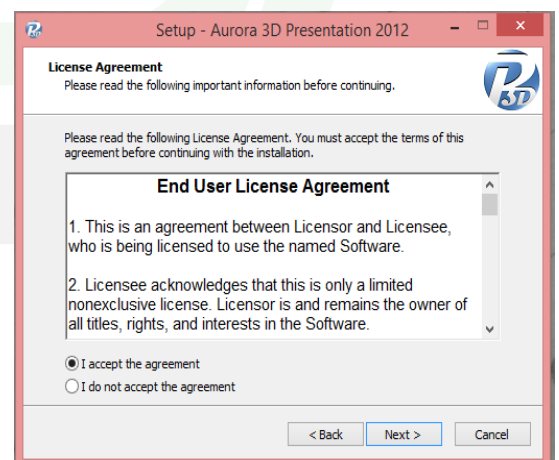 Setup - Aurora 3D Presentation 2012
License Agreement
Please read the following important information before continuing.
Please read the following License Agreement. You must accept the terms of this
agreement before continuing with the installation.
End User License Agreement
1. This is an agreement between Licensor and Licensee,
who is being licensed to use the named Software.
2. Licensee acknowledges that this is only a limited
nonexclusive license. Licensor is and remains the owner of
all titles, rights, and interests in the Software.
I accept the agreement
I do not accept the agreement
< Back Next > Cancel